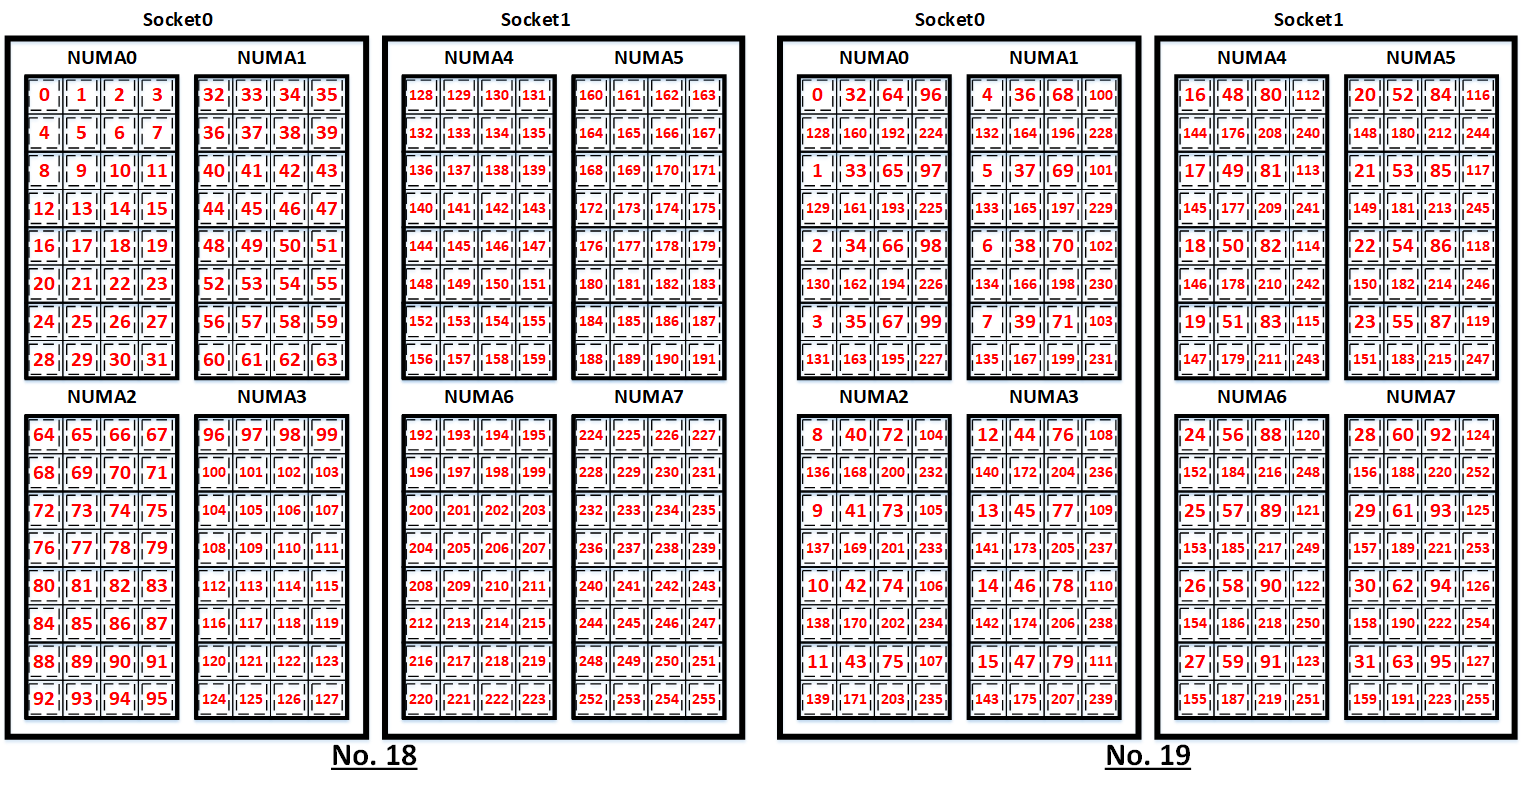 Socket0 Socket1 Socket0 Socket1
NUMA0 NUMA1 NUMA4 NUMA5 NUMA0 NUMA1 NUMA4 NUMA5
0 1 2 3 32 33 34 35 128 129 130 131 160 161 162 163 0 32 64 96 4 36 68 100 16 48 80 112 20 52 84 116
4 5 6 7 36 37 38 39 132 133 134 135 164 165 166 167 128 160 192 224 132 164 196 228 144 176 208 240 148 180 212 244
8 9 10 11 40 41 42 43 136 137 138 139 168 169 170 171 1 33 65 97 5 37 69 101 17 49 81 113 21 53 85 117
12 13 14 15 44 45 46 47 140 141 142 143 172 173 174 175 129 161 193 225 133 165 197 229 145 177 209 241 149 181 213 245
16 17 18 19 48 49 50 51 144 145 146 147 176 177 178 179 2 34 66 98 6 38 70 102 18 50 82 114 22 54 86 118
20 21 22 23 52 53 54 55 148 149 150 151 180 181 182 183 130 162 194 226 134 166 198 230 146 178 210 242 150 182 214 246
24 25 26 27 56 57 58 59 152 153 154 155 184 185 186 187 3 35 67 99 7 39 71 103 19 51 83 115 23 55 87 119
28 29 30 31 60 61 62 63 156 157 158 159 188 189 190 191 131 163 195 227 135 167 199 231 147 179 211 243 151 183 215 247
NUMA2 NUMA3 NUMA6 NUMA7 NUMA2 NUMA3 NUMA6 NUMA7
64 65 66 67 96 97 98 99 192 193 194 195 224 225 226 227 8 40 72 104 12 44 76 108 24 56 88 120 28 60 92 124
68 69 70 71 100 101 102 103 196 197 198 199 228 229 230 231 136 168 200 232 140 172 204 236 152 184 216 248 156 188 220 252
72 73 74 75 104 105 106 107 200 201 202 203 232 233 234 235 9 41 73 105 13 45 77 109 25 57 89 121 29 61 93 125
76 77 78 79 108 109 110 111 204 205 206 207 236 237 238 239 137 169 201 233 141 173 205 237 153 185 217 249 157 189 221 253
80 81 82 83 112 113 114 115 208 209 210 211 240 241 242 243 10 42 74 106 14 46 78 110 26 58 90 122 30 62 94 126
84 85 86 87 116 117 118 119 212 213 214 215 244 245 246 247 138 170 202 234 142 174 206 238 154 186 218 250 158 190 222 254
88 89 90 91 120 121 122 123 216 217 218 219 248 249 250 251 11 43 75 107 15 47 79 111 27 59 91 123 31 63 95 127
92 93 94 95 124 125 126 127 220 221 222 223 252 253 254 255 139 171 203 235 143 175 207 239 155 187 219 251 159 191 223 255
No. 18 No. 19